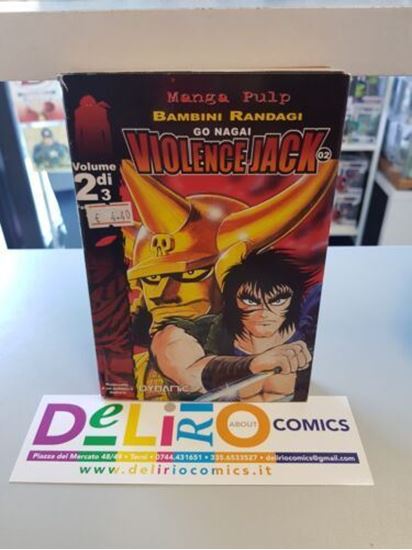 Manga Pulp
BAMBINI RANDAGI
GO NAGAI
VIOLENCE JACK 02
Volume
2 di
3
£ 4.40
DYNAMIC
DELIRIO ABOUT COMICS
Piazza del Mercato 48/49 • Terni • 0744.431651 • 335.6533527 • deliriocomics@gmail.com
www.deliriocomics.it